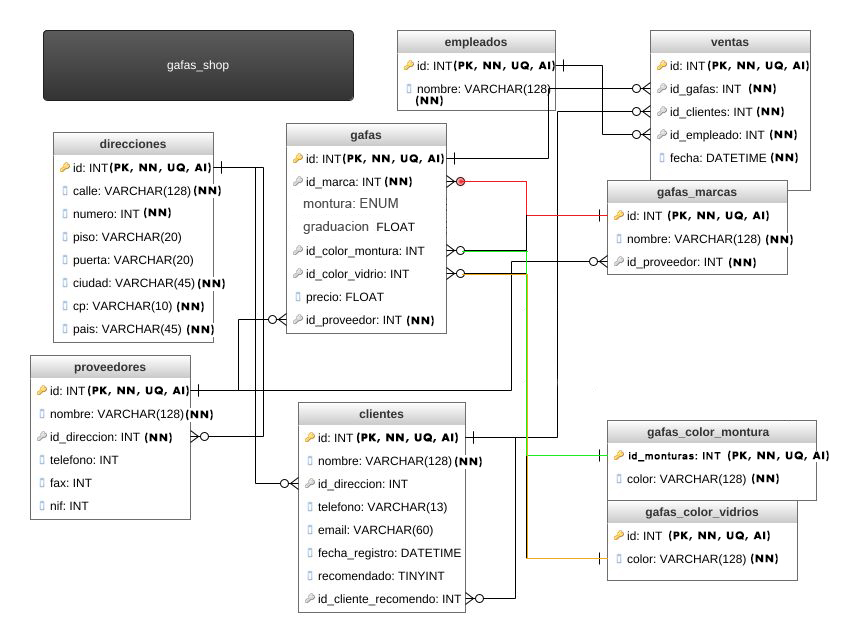 gafas_shop
empleados
id: INT(PK, NN, UQ, AI)
nombre: VARCHAR(128)
(NN)
ventas
id: INT (PK, NN, UQ, AI)
id_gafas: INT (NN)
id_clientes: INT (NN)
id_empleado: INT (NN)
fecha: DATETIME (NN)
direcciones
id: INT(PK, NN, UQ, AI)
calle: VARCHAR(128) (NN)
numero: INT (NN)
piso: VARCHAR(20)
puerta: VARCHAR(20)
ciudad: VARCHAR(45) (NN)
cp: VARCHAR(10) (NN)
pais: VARCHAR(45) (NN)
gafas
id: INT(PK, NN, UQ, AI)
id_marca: INT (NN)
montura: ENUM
graduacion FLOAT
id_color_montura: INT
id_color_vidrio: INT
precio: FLOAT
id_proveedor: INT (NN)
gafas_marcas
id: INT (PK, NN, UQ, AI)
nombre: VARCHAR(128) (NN)
id_proveedor: INT (NN)
proveedores
id: INT(PK, NN, UQ, AI)
nombre: VARCHAR(128)(NN)
id_direccion: INT (NN)
telefono: INT
fax: INT
nif: INT
clientes
id: INT (PK, NN, UQ, AI)
nombre: VARCHAR(128) (NN)
id_direccion: INT
telefono: VARCHAR(13)
email: VARCHAR(60)
fecha_registro: DATETIME
recomendado: TINYINT
id_cliente_recomendo: INT
gafas_color_montura
id_monturas: INT (PK, NN, UQ, AI)
color: VARCHAR(128) (NN)
gafas_color_vidrios
id: INT (PK, NN, UQ, AI)
color: VARCHAR(128) (NN)